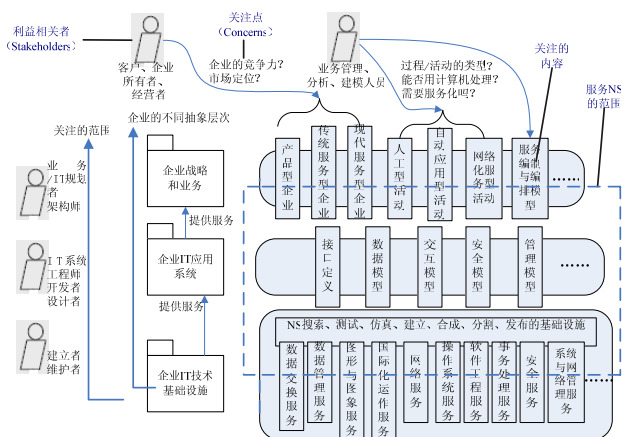 利益相关者
（Stakeholders）
关注点
（Concerns）
客户、企业
所有者、
经营者
企业的竞争力？
市场定位？
业务管理、
分析、建模人员
过程/活动的类型？
能否用计算机处理？
需要服务化吗？
关注的
内容
服务NS
的范围
关注的范围
企业的不同抽象层次
业务
/IT规划
者
架构师
IT系统
工程师
开发者
设计者
建立者
维护者
企业战略
和业务
提供服务
企业IT应用
系统
提供服务
企业IT技术
基础设施
产品型企业
传统服务型企业
现代服务型企业
人工型活动
自动应用型活动
网络化服务型活动
服务编制与编排模型
……
接口定义
数据模型
交互模型
安全模型
管理模型
……
NS搜索、测试、仿真、建立、合成、分割、发布的基础设施
数据交换服务
数据管理服务
图形与图象服务
国际化运作服务
网络服务
操作系统服务
软件工程服务
事务处理服务
安全服务
系统与网络管理服务
……